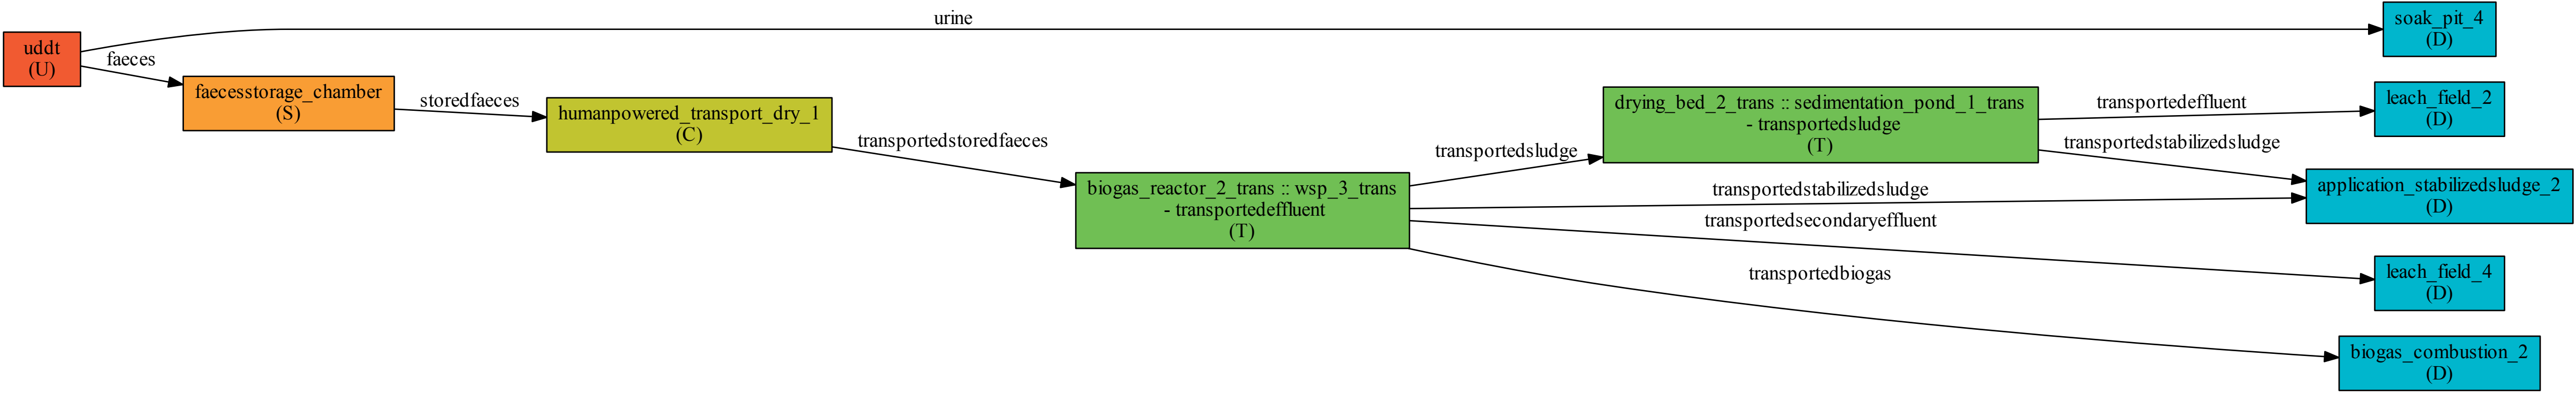 urine
soak_pit_4
(D)
uddt
(U)
faeces
faecesstorage_chamber
(S)
storedfaeces
humanpowered_transport_dry_1
(C)
transportedstoredfaeces
biogas_reactor_2_trans :: wsp_3_trans
- transportedeffluent
(T)
transportedsludge
drying_bed_2_trans :: sedimentation_pond_1_trans
- transportedsludge
(T)
transportedeffluent
leach_field_2
(D)
transportedstabilizedsludge
transportedstabilizedsludge
application_stabilizedsludge_2
(D)
transportedsecondaryeffluent
leach_field_4
(D)
transportedbiogas
biogas_combustion_2
(D)